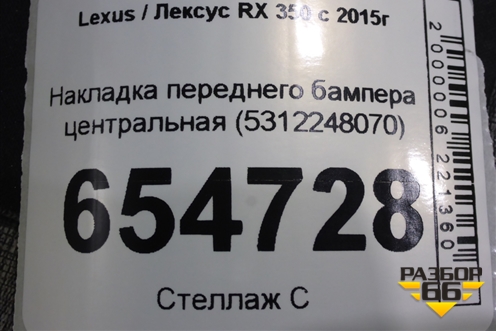 Lexus / Лексус RX 350 с 2015г
Накладка переднего бампера
центральная (5312248070)
654728
Стеллаж С
2000006221360
РАЗБОР
66